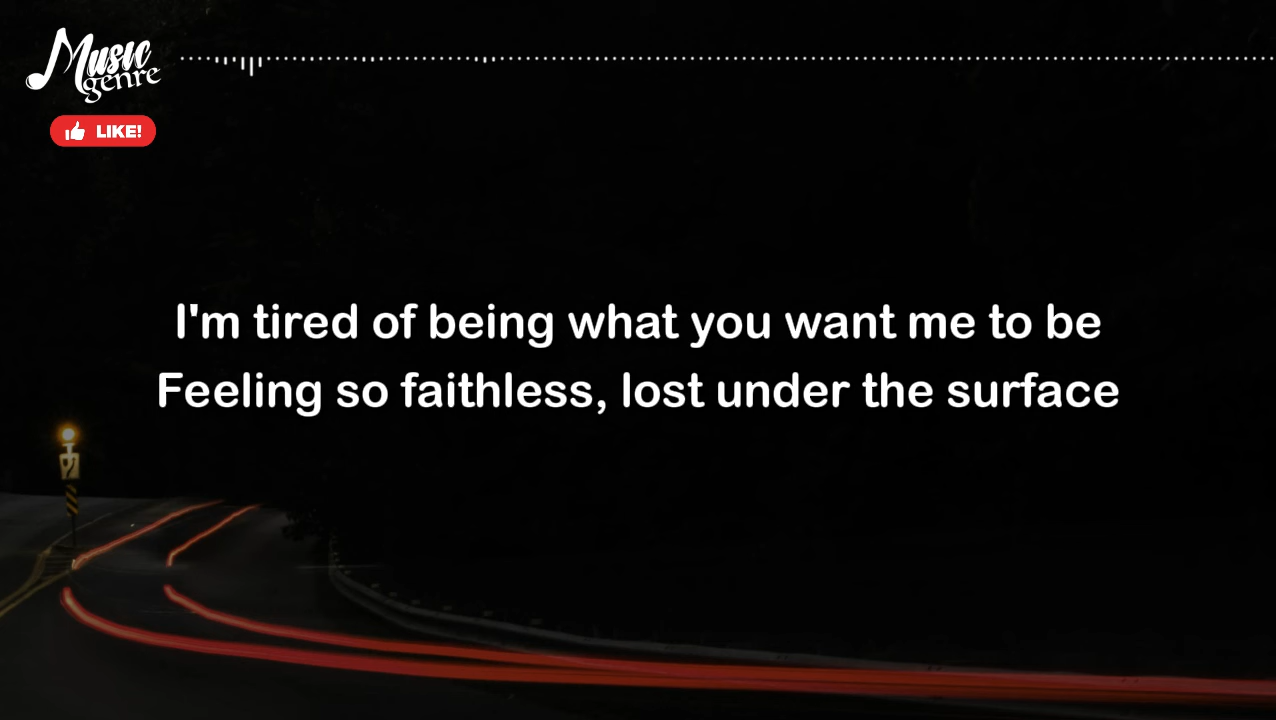 Music
genre
LIKE!
I'm tired of being what you want me to be
Feeling so faithless, lost under the surface